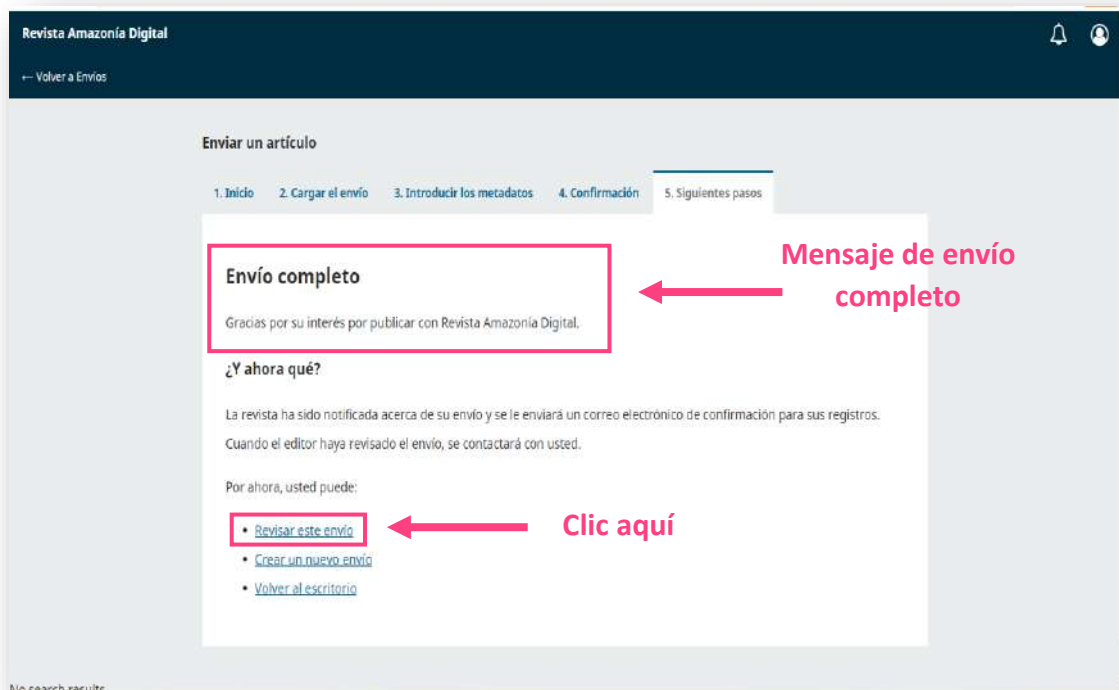 Revista Amazonía Digital
← Volver a Envíos
Enviar un artículo
1. Inicio 2. Cargar el envío 3. Introducir los metadatos 4. Confirmación 5. Siguientes pasos
Envío completo
Gracias por su interés por publicar con Revista Amazonía Digital.
Mensaje de envío
completo
¿Y ahora qué?
La revista ha sido notificada acerca de su envío y se le enviará un correo electrónico de confirmación para sus registros.
Cuando el editor haya revisado el envío, se contactará con usted.
Por ahora, usted puede:
• Revisar este envío
Clic aquí
• Crear un nuevo envío
• Volver al escritorio
No search results